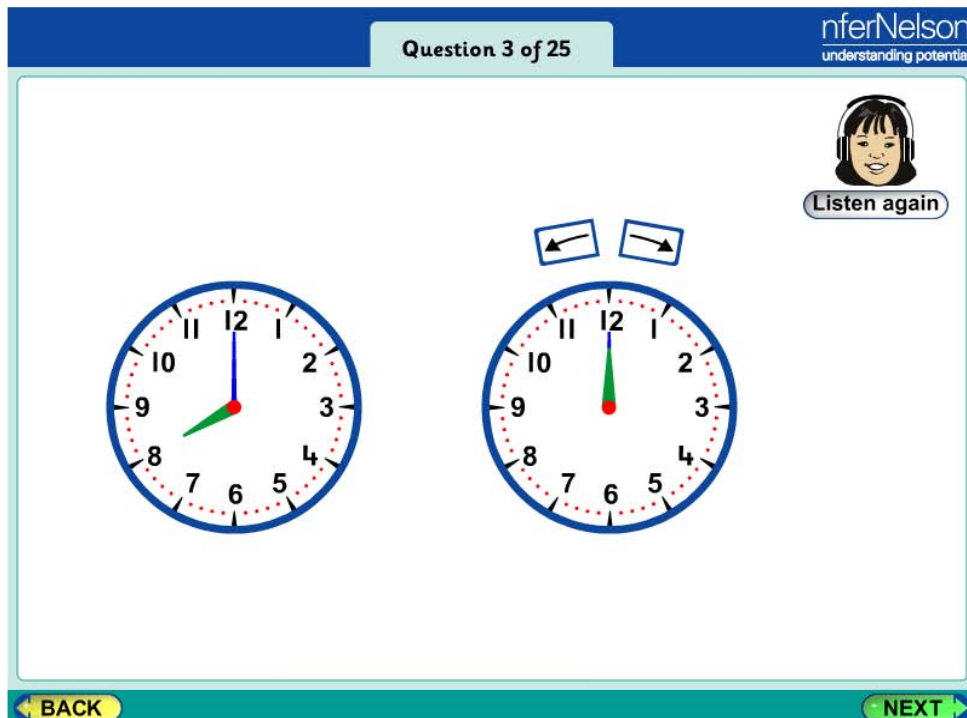 Question 3 of 25
nferNelson
understanding potential
Listen again
12
11 1
10 2
9 3
8 4
7 5
6
12
11 1
10 2
9 3
8 4
7 5
6
BACK
NEXT